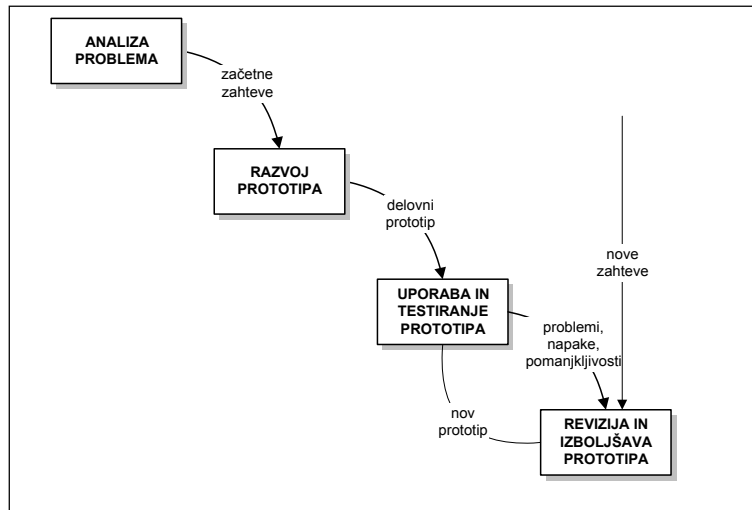 ANALIZA
PROBLEMA
začetne
zahteve
RAZVOJ
PROTOTIPA
delovni
prototip
nove
zahteve
UPORABA IN
TESTIRANJE
PROTOTIPA
problemi,
napake,
pomanjkljivosti
nov
prototip
REVIZIJA IN
IZBOLJŠAVA
PROTOTIPA